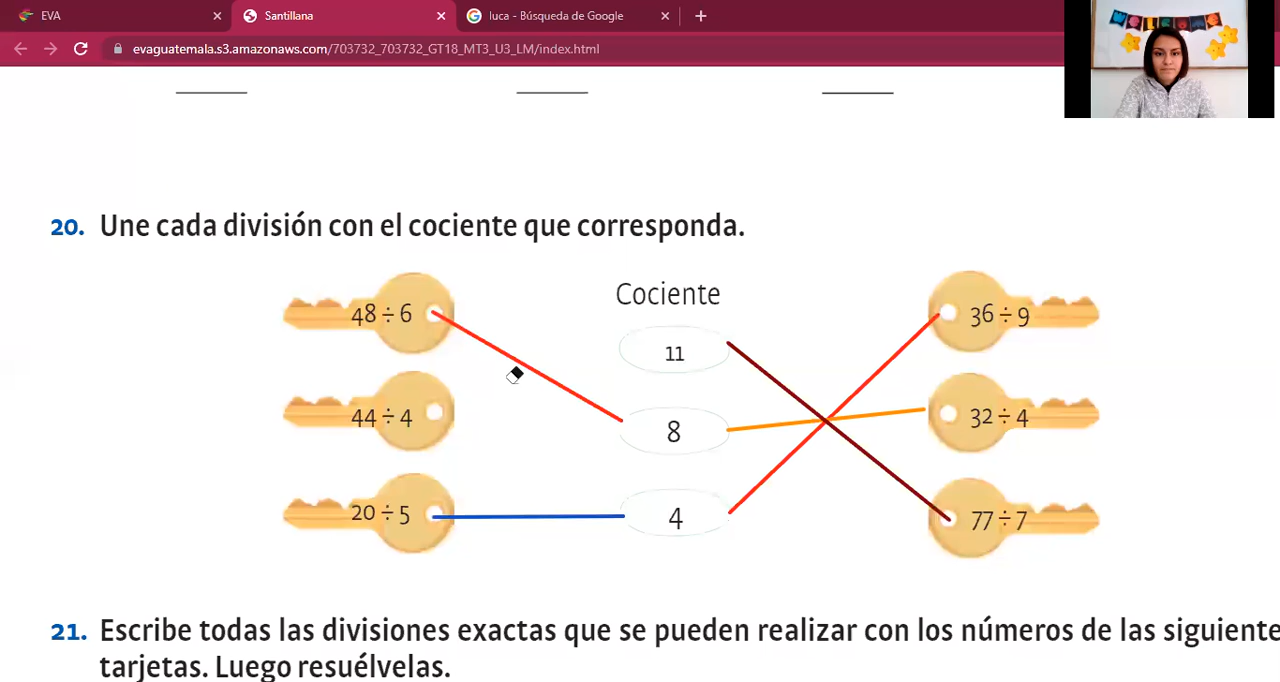 EVA
Santillana
luca - Búsqueda de Google
evaguatemala.s3.amazonaws.com/703732_703732_GT18_MT3_U3_LM/index.html
20. Une cada división con el cociente que corresponda.
Cociente
48 ÷ 6
11
36 ÷ 9
44 ÷ 4
8
32 ÷ 4
20 ÷ 5
4
77 ÷ 7
21. Escribe todas las divisiones exactas que se pueden realizar con los números de las siguiente
tarjetas. Luego resuélvelas.